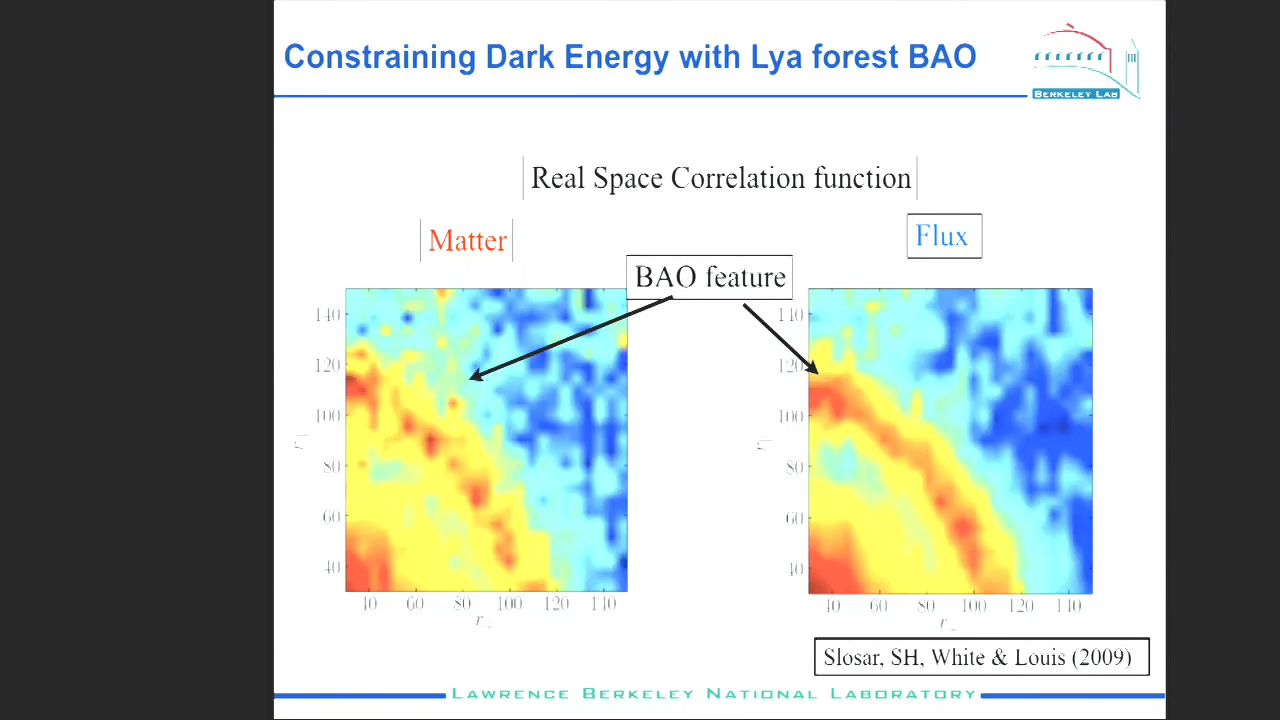 Constraining Dark Energy with Lya forest BAO
BERKELEY LAB
Real Space Correlation function
Matter
Flux
BAO feature
140
120
100
80
60
40
40 60 80 100 120 140
140
120
100
80
60
40
40 60 80 100 120 140
Slosar, SH, White & Louis (2009)
LAWRENCE BERKELEY NATIONAL LABORATORY